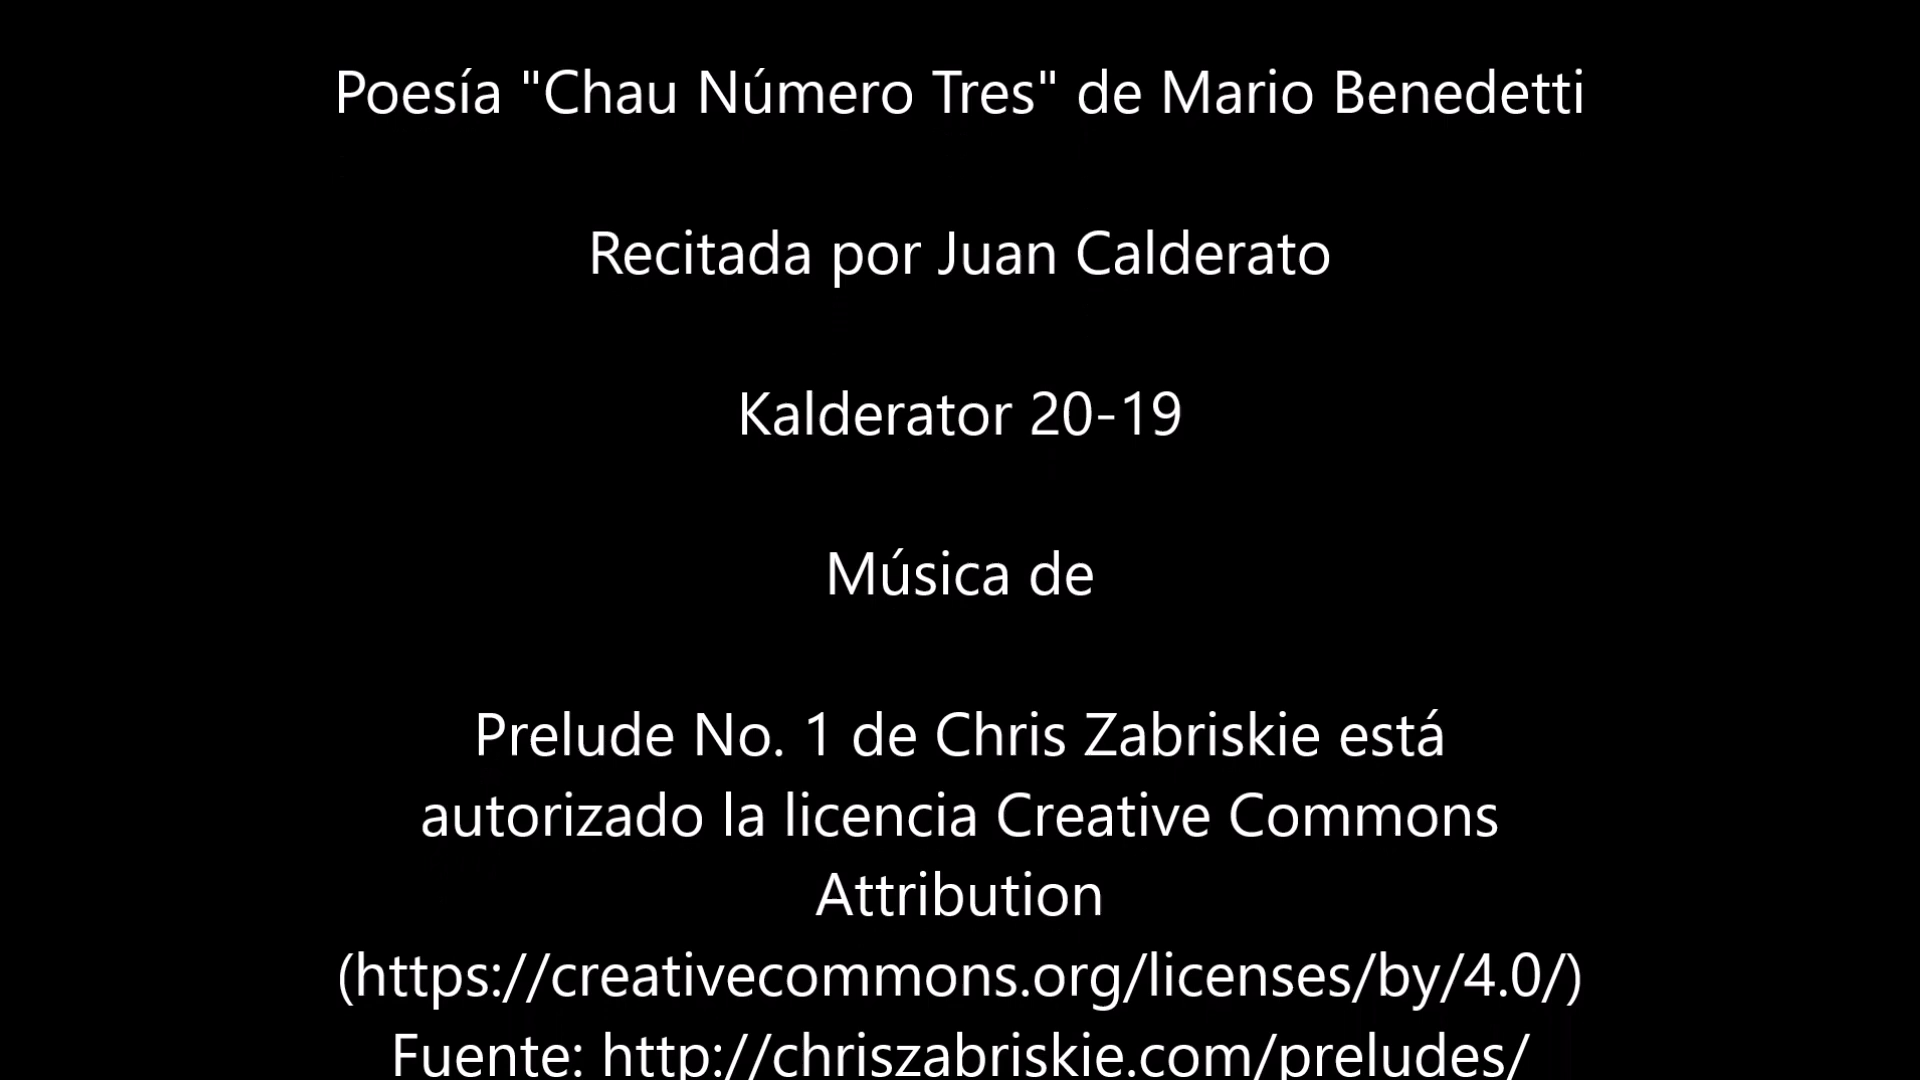 Poesía "Chau Número Tres" de Mario Benedetti
Recitada por Juan Calderato
Kalderator 20-19
Música de
Prelude No. 1 de Chris Zabriskie está
autorizado la licencia Creative Commons
Attribution
(https://creativecommons.org/licenses/by/4.0/)
Fuente: http://chriszabriskie.com/preludes/